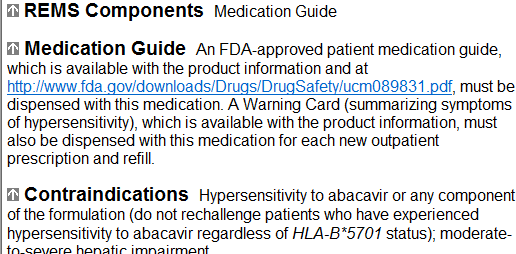 REMS Components Medication Guide
Medication Guide An FDA-approved patient medication guide,
which is available with the product information and at
http://www.fda.gov/downloads/Drugs/DrugSafety/ucm089831.pdf, must be
dispensed with this medication. A Warning Card (summarizing symptoms
of hypersensitivity), which is available with the product information, must
also be dispensed with this medication for each new outpatient
prescription and refill.
Contraindications Hypersensitivity to abacavir or any component
of the formulation (do not rechallenge patients who have experienced
hypersensitivity to abacavir regardless of HLA-B*5701 status); moderate-
to-severe hepatic impairment